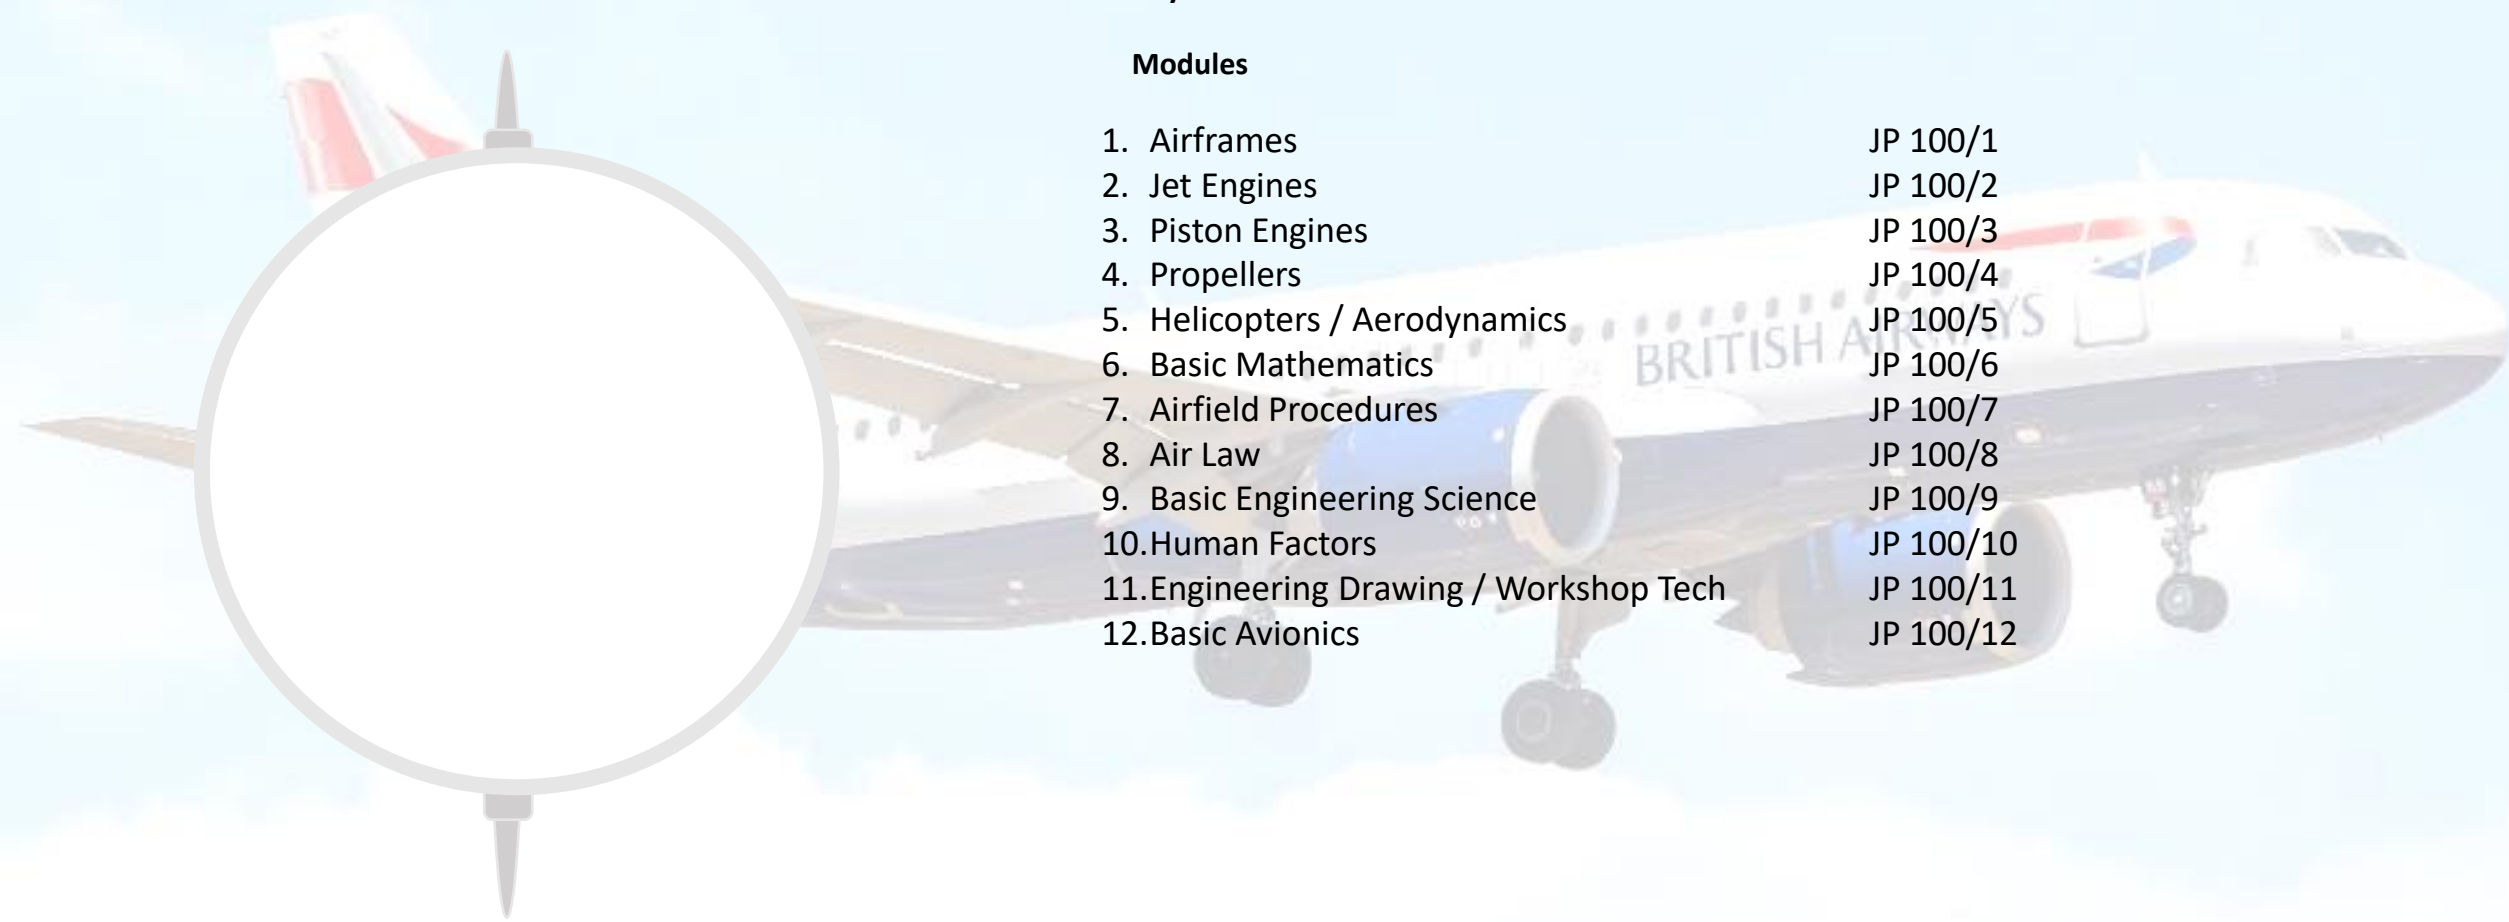 Modules
1. Airframes JP 100/1
2. Jet Engines JP 100/2
3. Piston Engines JP 100/3
4. Propellers JP 100/4
5. Helicopters / Aerodynamics JP 100/5
6. Basic Mathematics JP 100/6
7. Airfield Procedures JP 100/7
8. Air Law JP 100/8
9. Basic Engineering Science JP 100/9
10.Human Factors JP 100/10
11.Engineering Drawing / Workshop Tech JP 100/11
12.Basic Avionics JP 100/12
BRITISH AIRWAYS